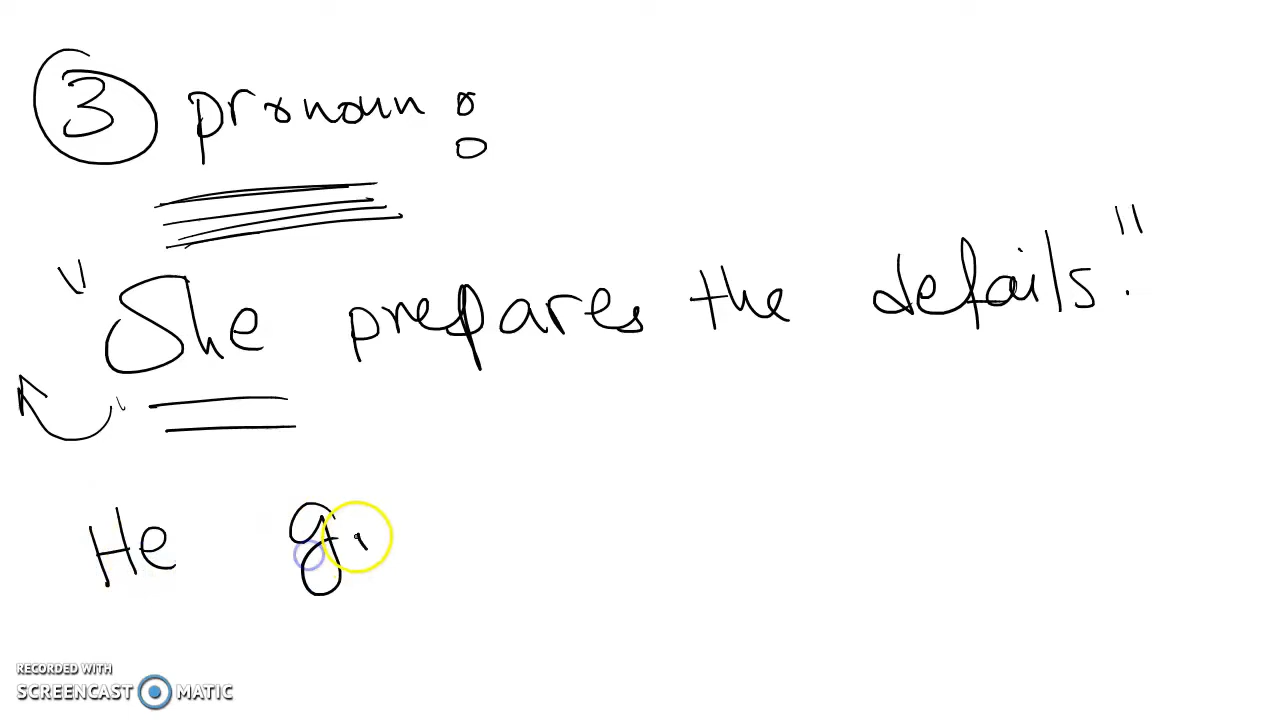 3 pronoun:
"She prepares the details."
He g
RECORDED WITH
SCREENCAST MATIC